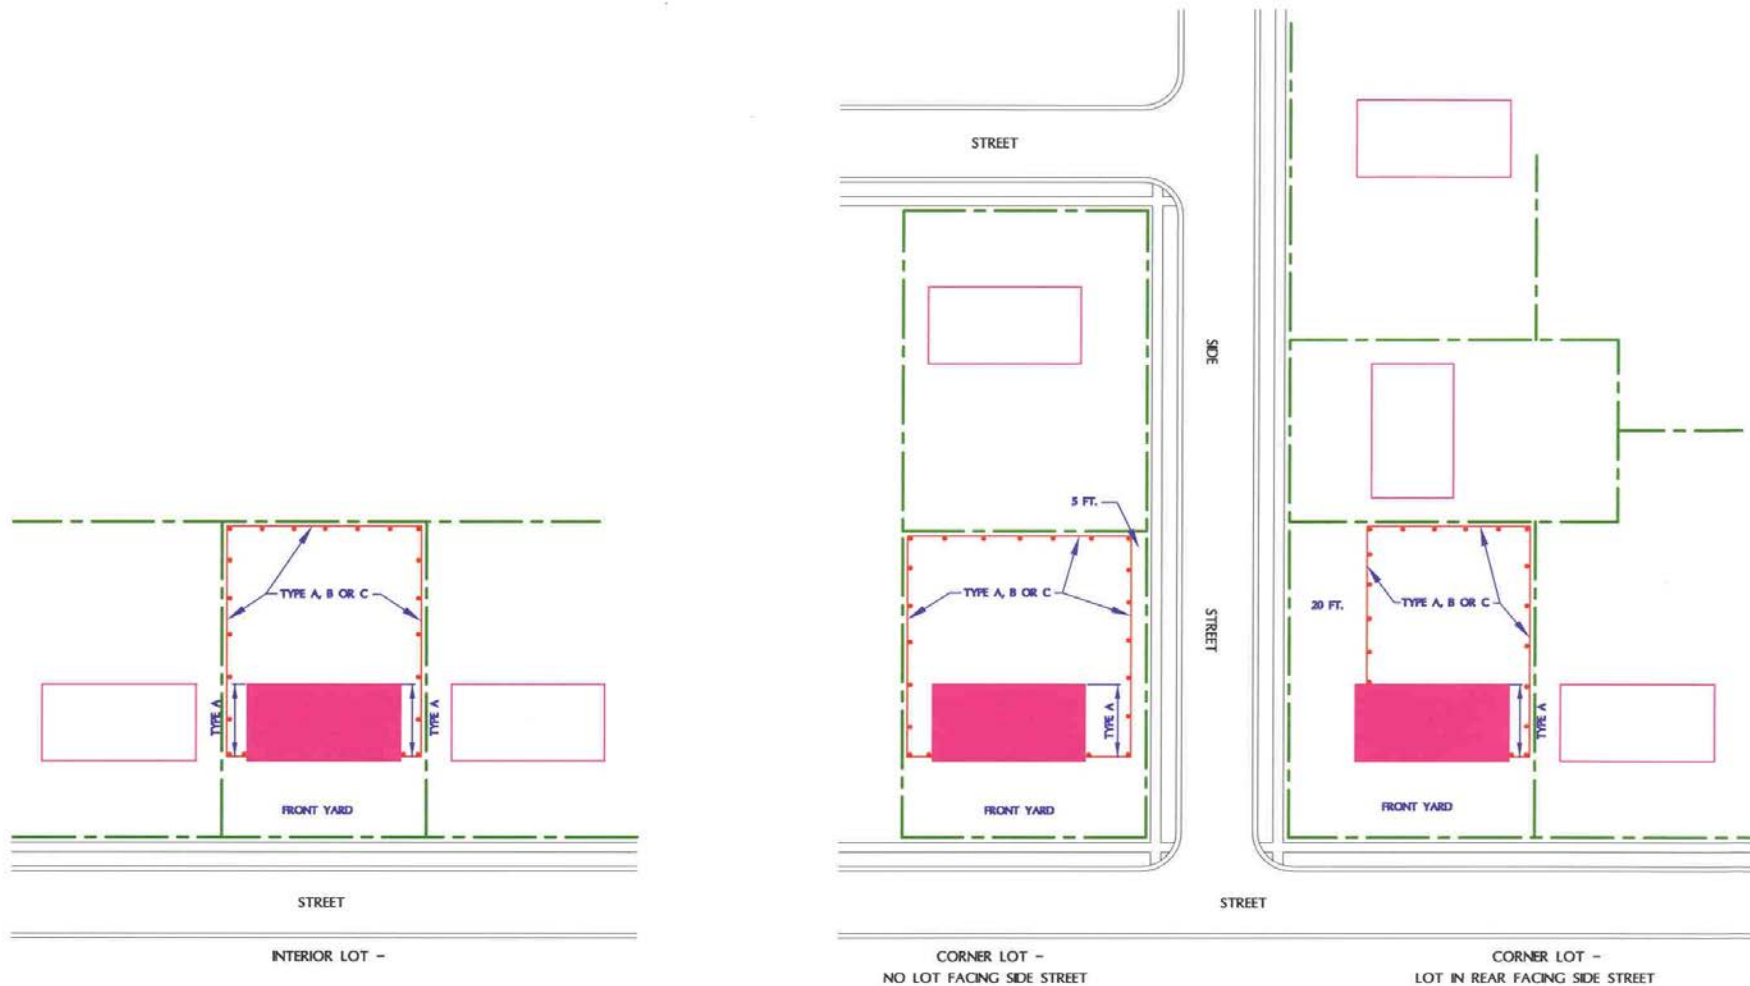 STREET
SIDE
STREET
5 FT.
TYPE A, B OR C
TYPE A
TYPE A
FRONT YARD
STREET
INTERIOR LOT -
TYPE A, B OR C
TYPE A
FRONT YARD
20 FT.
TYPE A, B OR C
TYPE A
FRONT YARD
STREET
CORNER LOT -
NO LOT FACING SIDE STREET
CORNER LOT -
LOT IN REAR FACING SIDE STREET